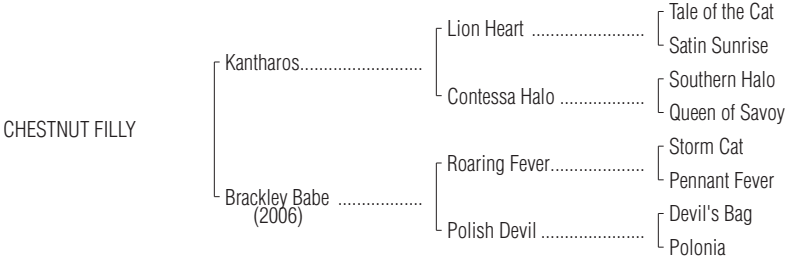 Tale of the Cat
Lion Heart ........................
Satin Sunrise
Kantharos..........................
Southern Halo
Contessa Halo ..................
Queen of Savoy
CHESTNUT FILLY
Storm Cat
Roaring Fever....................
Pennant Fever
Brackley Babe ..................
(2006)
Devil's Bag
Polish Devil ......................
Polonia